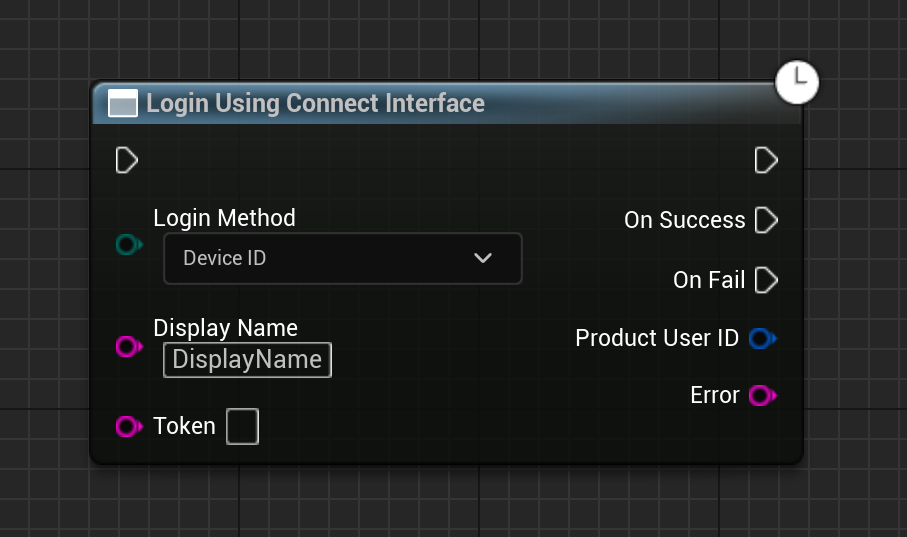 Login Using Connect Interface
Login Method
Device ID
On Success
On Fail
Display Name
DisplayName
Product User ID
Error
Token